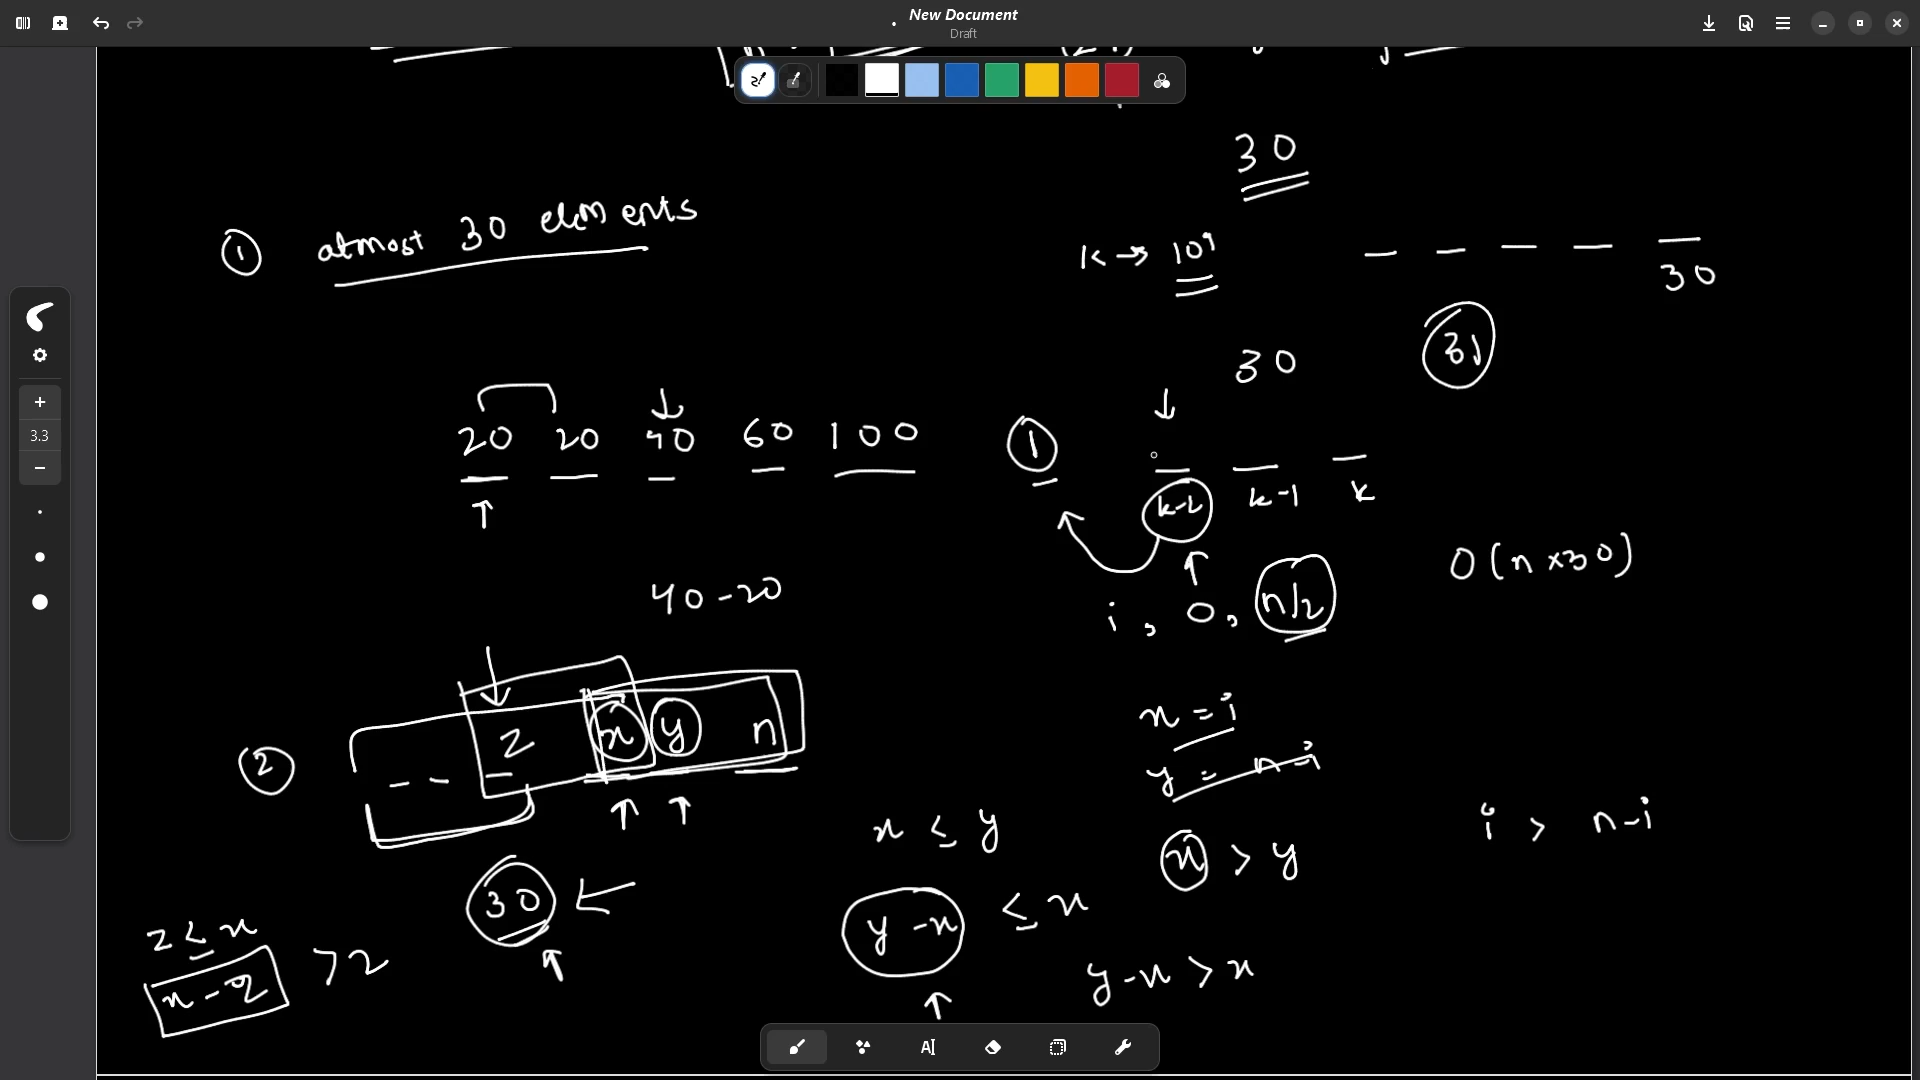 New Document
Draft
30
① atmost 30 elements
k → 10⁹
30
31
30
20 20 40 60 100
①
k-2 k-1 k
O(n×30)
40-20
i, 0, n/2
② -- z x y n
x = i
y = n-i
i > n-i
x ≤ y
x > y
30
z ≤ x
y-x ≤ x
x-z > z
y-x > x
3.3
AI